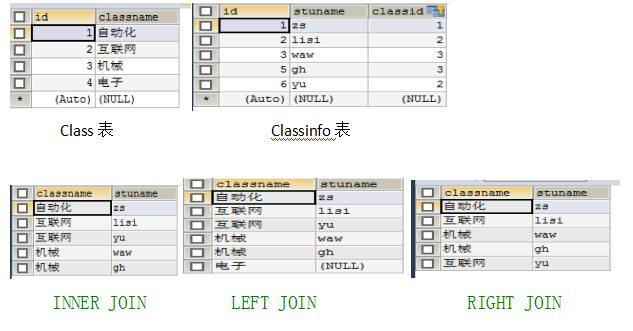 id classname
1 自动化
2 互联网
3 机械
4 电子
* (Auto) (NULL)
Class 表
id stuname classid
1 zs 1
2 lisi 2
3 waw 3
5 gh 3
6 yu 2
* (Auto) (NULL) (NULL)
Classinfo 表
classname stuname
自动化 zs
互联网 lisi
互联网 yu
机械 waw
机械 gh
INNER JOIN
classname stuname
自动化 zs
互联网 lisi
互联网 yu
机械 waw
机械 gh
电子 (NULL)
LEFT JOIN
classname stuname
自动化 zs
互联网 lisi
机械 waw
机械 gh
互联网 yu
RIGHT JOIN